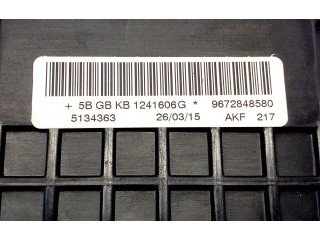 + 5B GB KB 1241606G * 9672848580
5134363 26/03/15 AKF 217